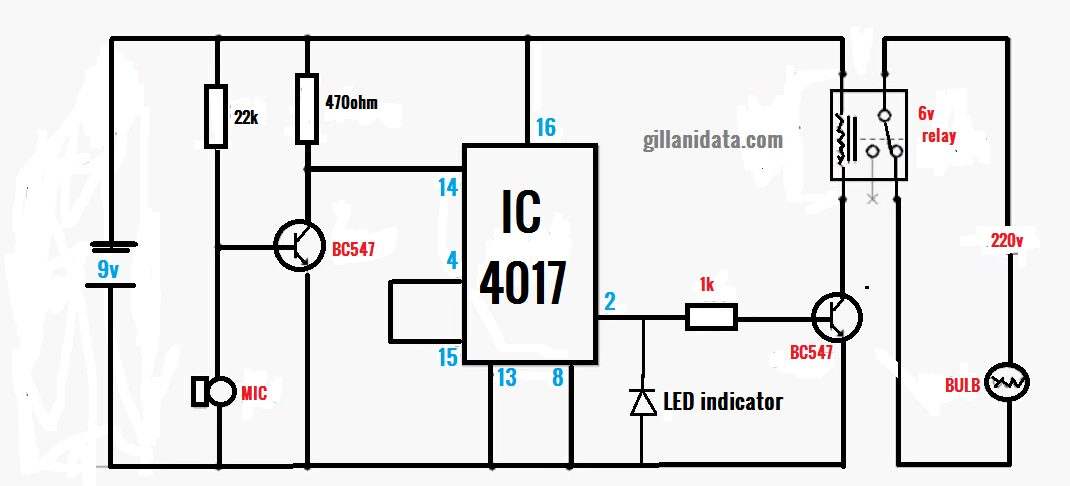 22k
470ohm
16
gillanidata.com
6v
relay
14
IC
4017
BC547
4
9v
220v
2
1k
15
BC547
13
8
MIC
BULB
LED indicator